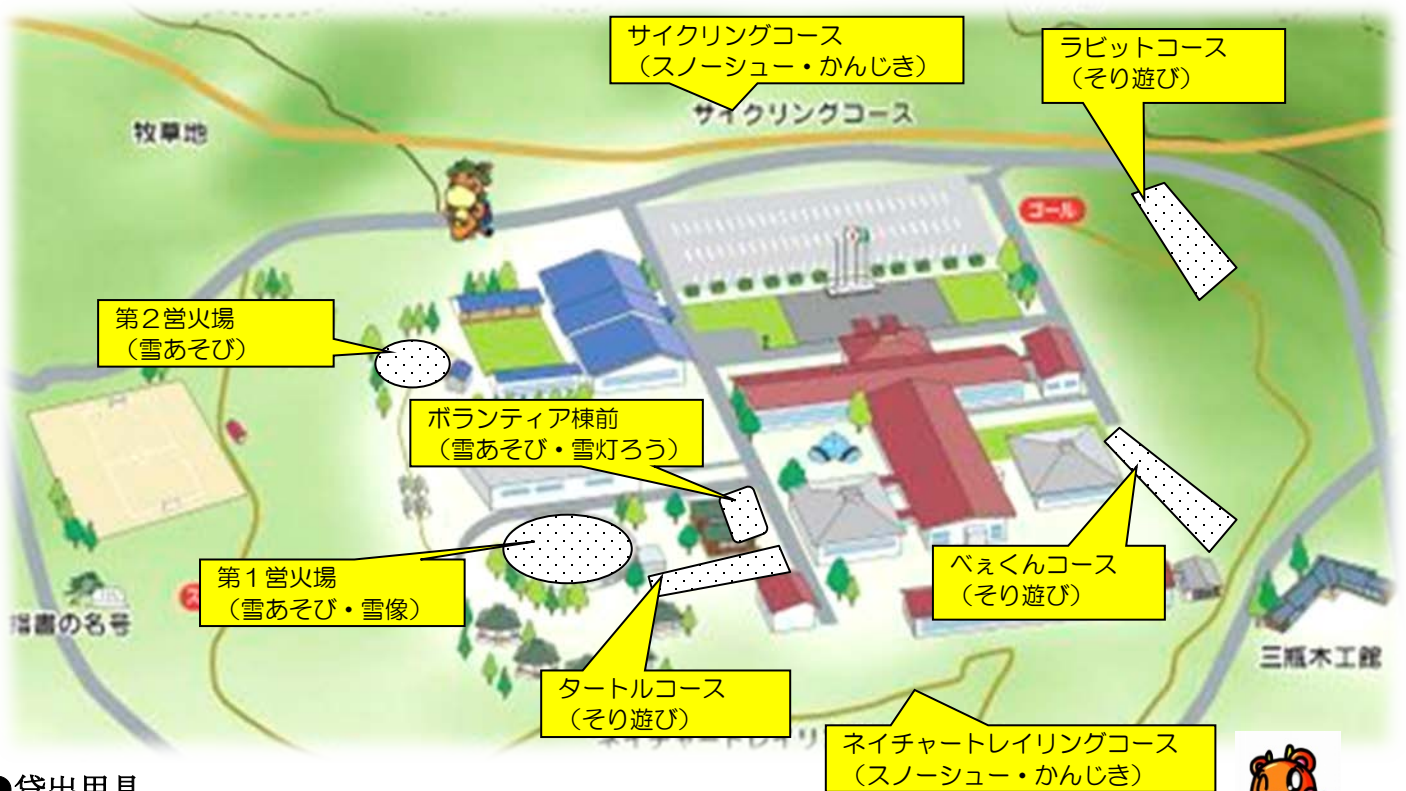 サイクリングコース
（スノーシュー・かんじき）
ラビットコース
（そり遊び）
サイクリングコース
牧草地
ゴール
第２営火場
（雪あそび）
ボランティア棟前
（雪あそび・雪灯ろう）
第１営火場
（雪あそび・雪像）
べぇくんコース
（そり遊び）
指書の名号
三瓶木工館
タートルコース
（そり遊び）
ネイチャートレイリングコース
（スノーシュー・かんじき）
●貸出用具